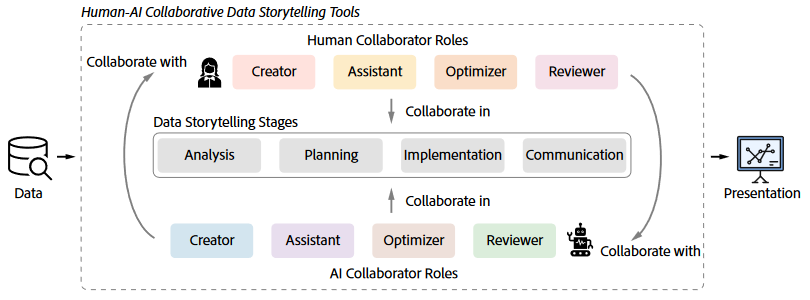 Human-AI Collaborative Data Storytelling Tools
Human Collaborator Roles
Collaborate with
Creator
Assistant
Optimizer
Reviewer
Collaborate in
Data Storytelling Stages
Analysis
Planning
Implementation
Communication
Data
Presentation
Collaborate in
Creator
Assistant
Optimizer
Reviewer
Collaborate with
AI Collaborator Roles